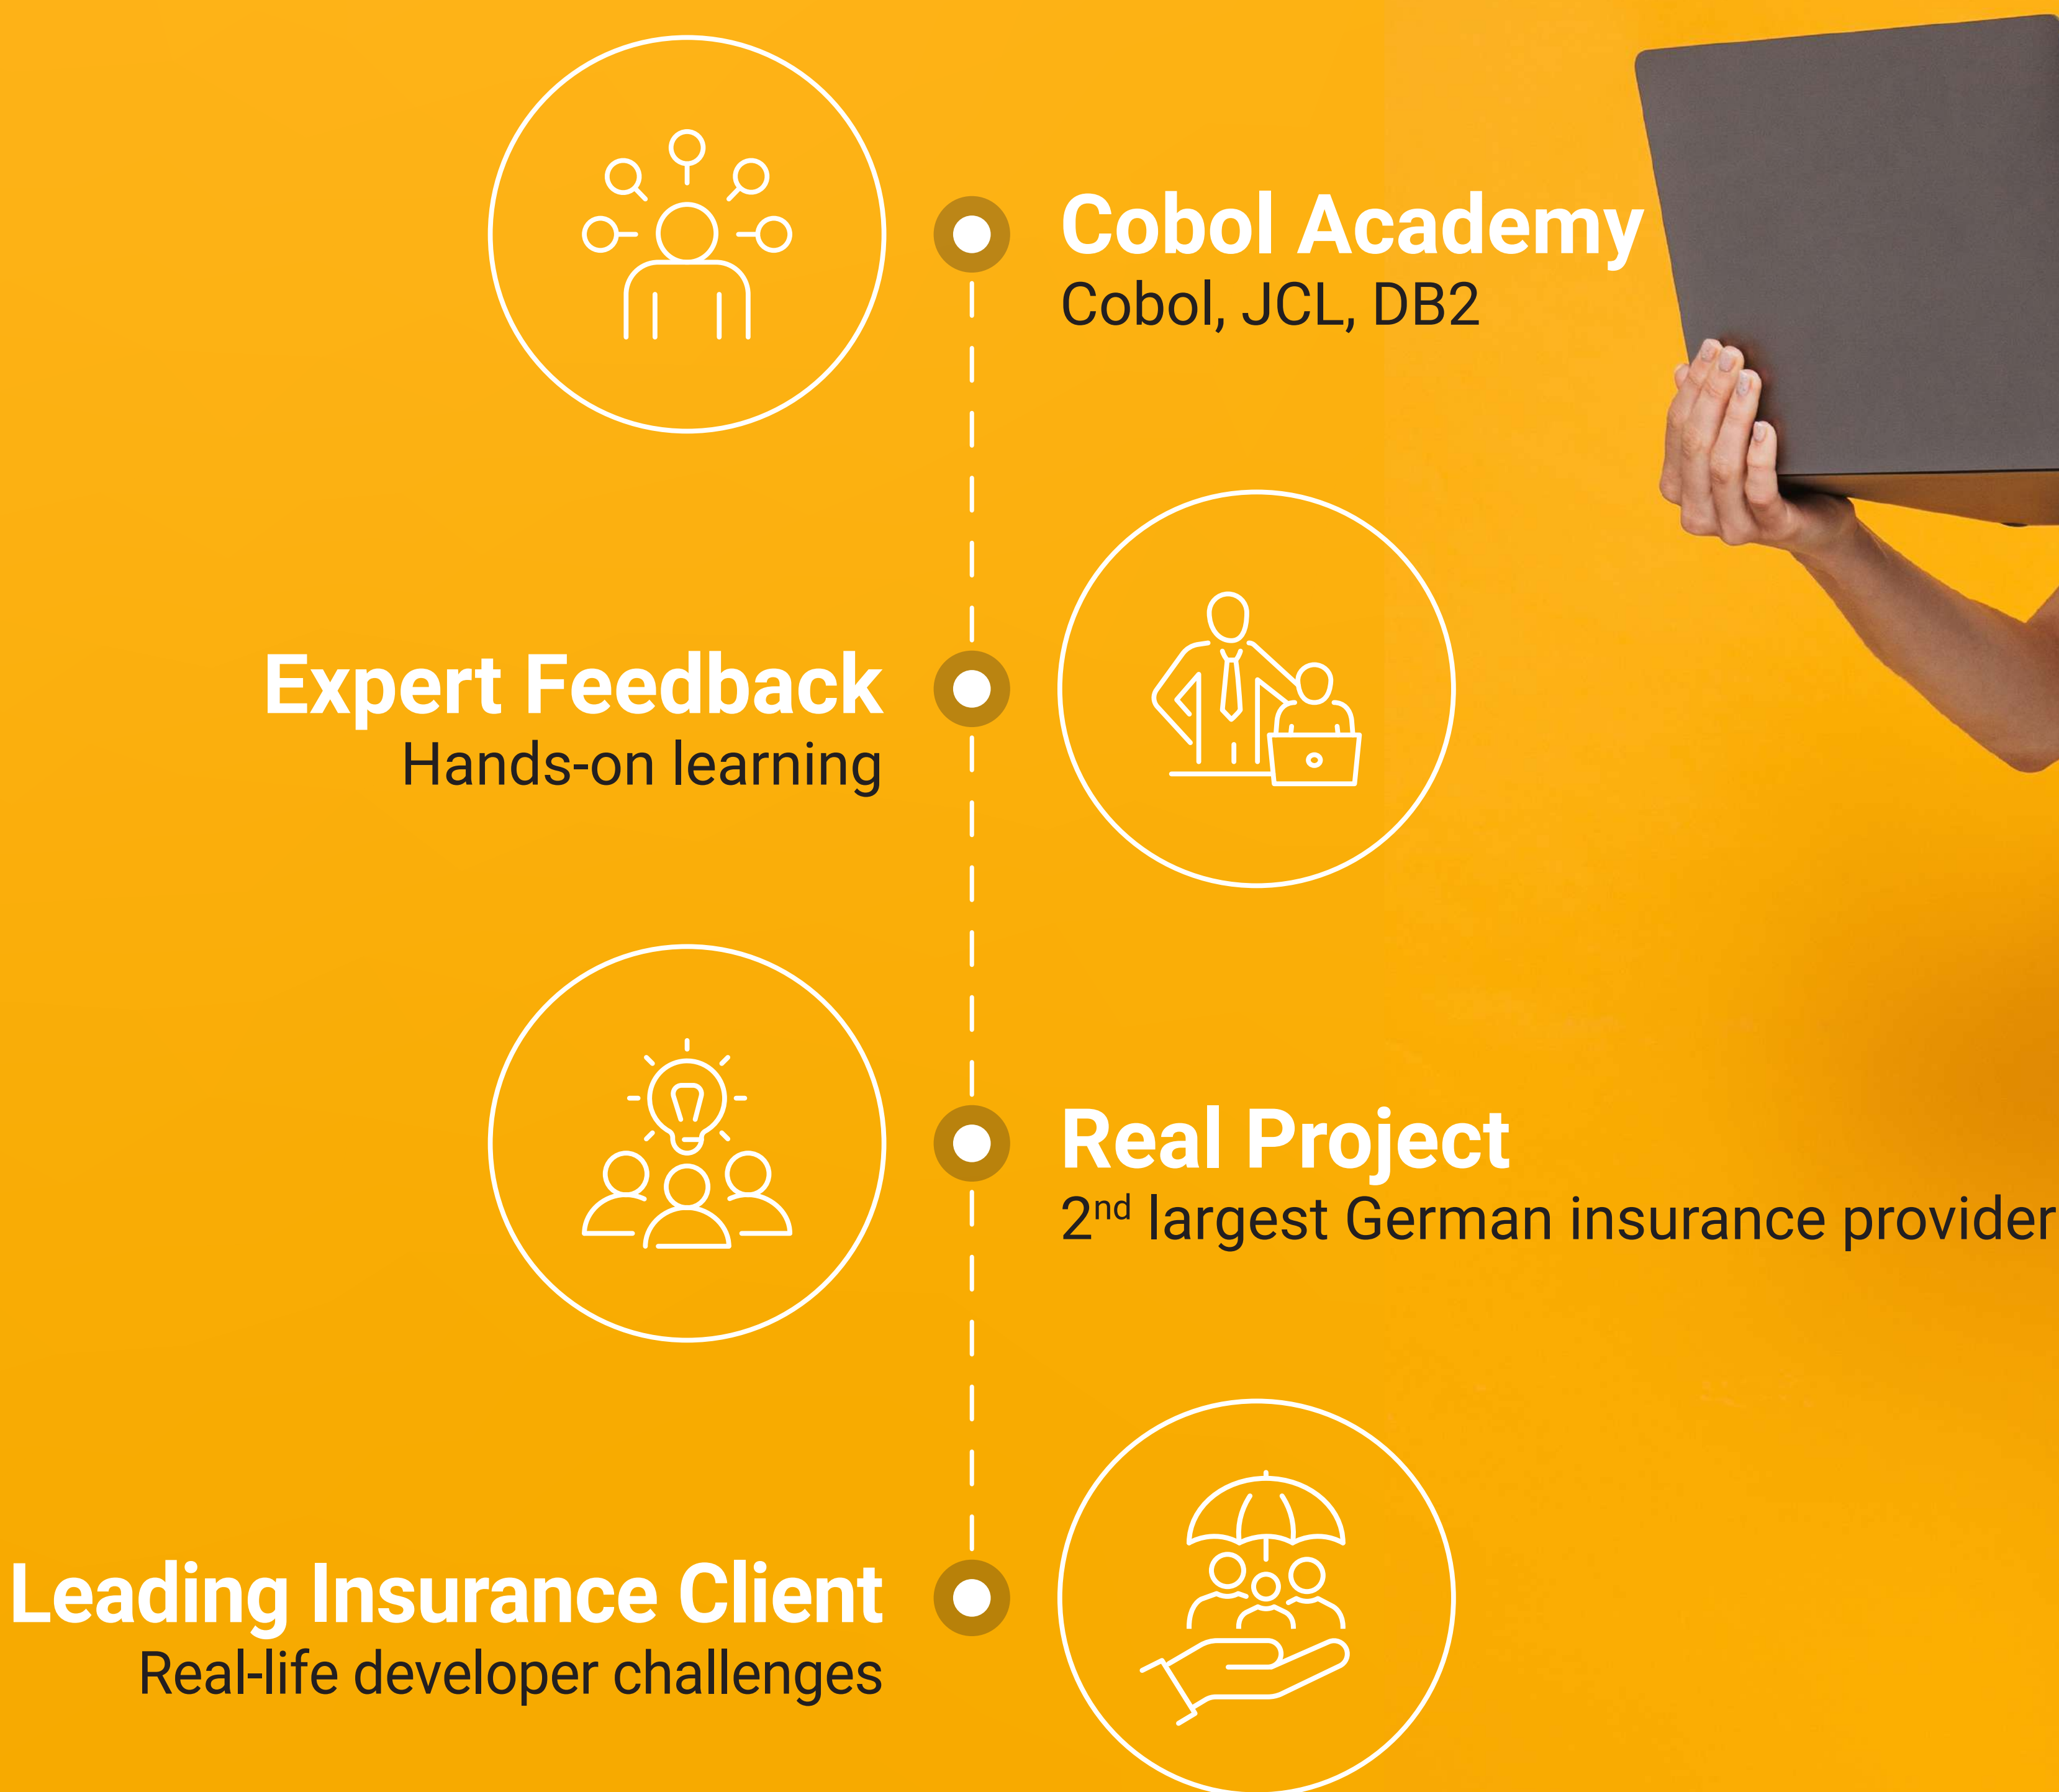 Cobol Academy
Cobol, JCL, DB2
Expert Feedback
Hands-on learning
Real Project
2nd largest German insurance provider
Leading Insurance Client
Real-life developer challenges